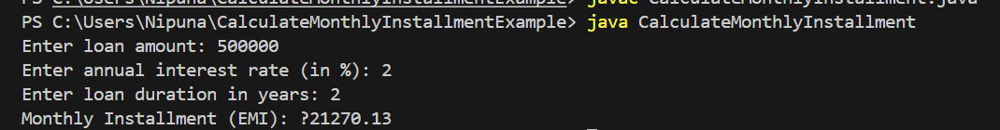 PS C:\Users\Nipuna\CalculateMonthlyInstallmentExample> javac CalculateMonthlyInstallment.java
PS C:\Users\Nipuna\CalculateMonthlyInstallmentExample> java CalculateMonthlyInstallment
Enter loan amount: 500000
Enter annual interest rate (in %): 2
Enter loan duration in years: 2
Monthly Installment (EMI): ?21270.13